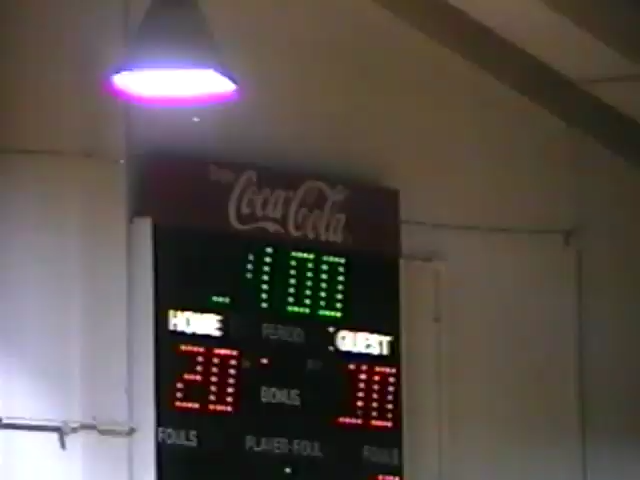 Coca-Cola
1:00
HOME PERIOD GUEST
20 10
BONUS
FOULS PLAYER-FOUL FOULS